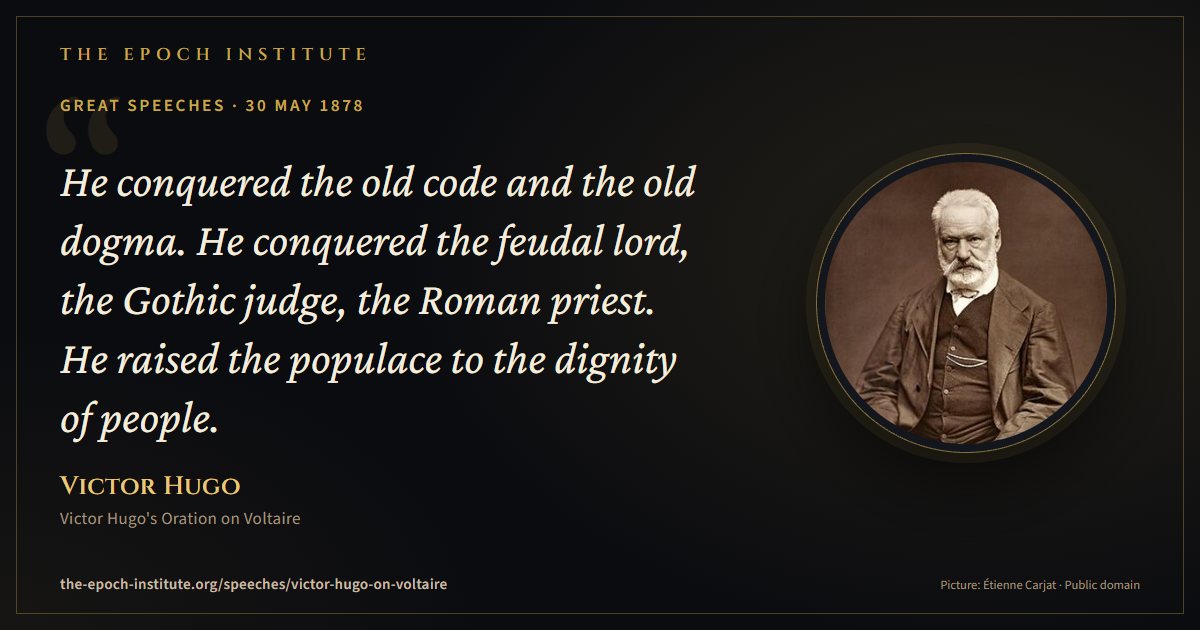 THE EPOCH INSTITUTE
GREAT SPEECHES · 30 MAY 1878
“
He conquered the old code and the old
dogma. He conquered the feudal lord,
the Gothic judge, the Roman priest.
He raised the populace to the dignity
of people.
Victor Hugo
Victor Hugo's Oration on Voltaire
the-epoch-institute.org/speeches/victor-hugo-on-voltaire
Picture: Étienne Carjat · Public domain